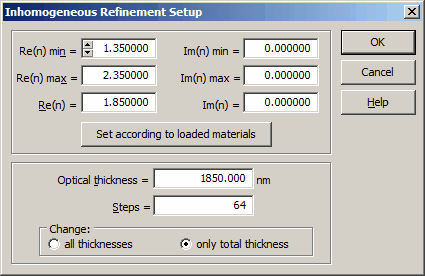 Inhomogeneous Refinement Setup
Re(n) min = 1.350000 Im(n) min = 0.000000 OK
Re(n) max = 2.350000 Im(n) max = 0.000000 Cancel
Re(n) = 1.850000 Im(n) = 0.000000 Help
Set according to loaded materials
Optical thickness = 1850.000 nm
Steps = 64
Change:
all thicknesses only total thickness